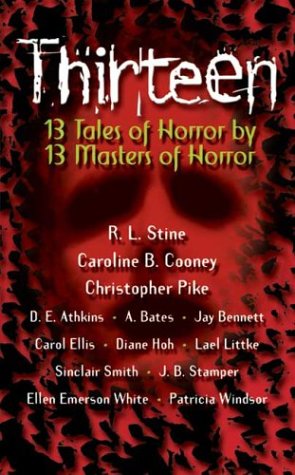 Thirteen
13 Tales of Horror by
13 Masters of Horror
R. L. Stine
Caroline B. Cooney
Christopher Pike
D. E. Athkins • A. Bates • Jay Bennett
Carol Ellis • Diane Hoh • Lael Littke
Sinclair Smith • J. B. Stamper
Ellen Emerson White • Patricia Windsor